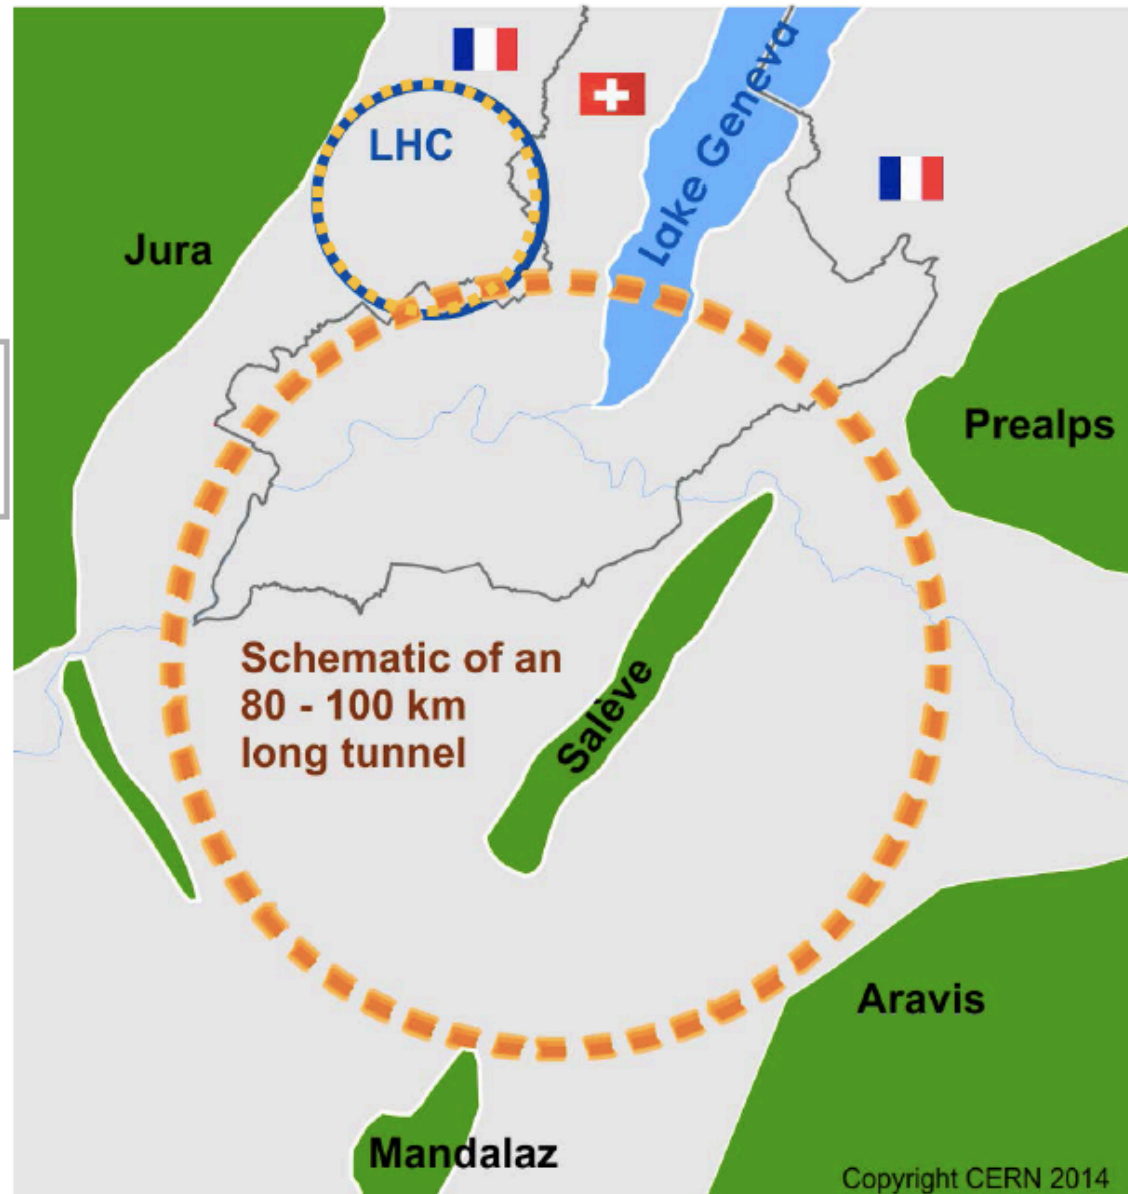 LHC
Lake Geneva
Jura
Prealps
Schematic of an
80 - 100 km
long tunnel
Salève
Aravis
Mandalaz
Copyright CERN 2014